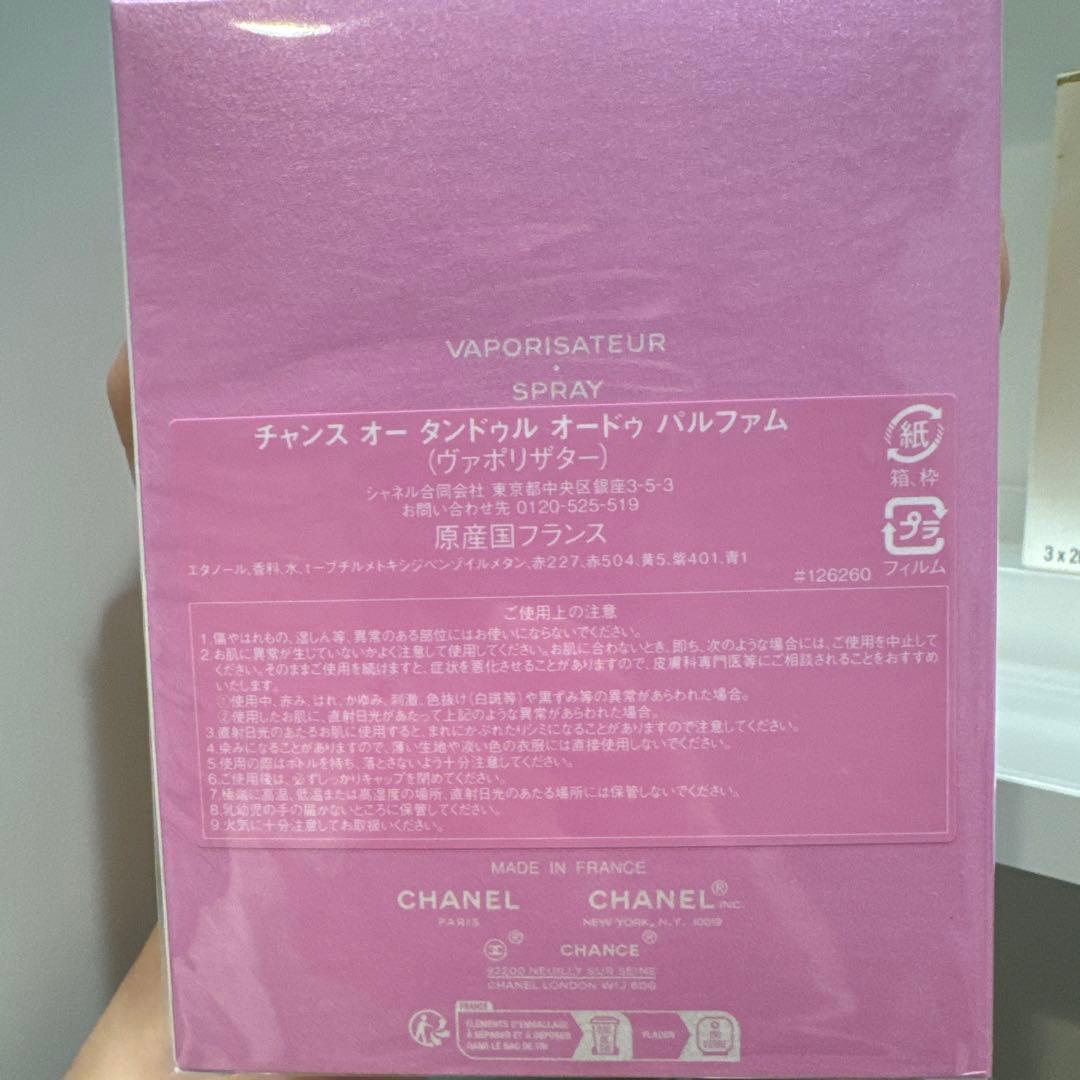 VAPORISATEUR
SPRAY
チャンス オー タンドゥル オードゥ パルファム
(ヴァポリザター)
シャネル合同会社 東京都中央区銀座3-5-3
お問い合わせ先 0120-525-519
原産国フランス
エタノール、香料、水、t-ブチルメトキシジベンゾイルメタン、赤227、赤504、黄5、紫401、青1
#126260
紙
箱、枠
プラ
フィルム
ご使用上の注意
1.傷やはれもの、湿しん等、異常のある部位にはお使いにならないでください。
2.お肌に異常が生じていないかよく注意して使用してください。お肌に合わないとき、即ち、次のような場合には、ご使用を中止して
ください。そのままご使用を続けますと、症状を悪化させることがありますので、皮膚科専門医等にご相談されることをおすすめ
いたします。
①使用中、赤み、はれ、かゆみ、刺激、色抜け(白斑等)や黒ずみ等の異常があらわれた場合。
②使用したお肌に、直射日光があたって上記のような異常があらわれた場合。
3.直射日光のあたるお肌に使用すると、まれにかぶれたりシミになることがありますので注意してください。
4.染みになることがありますので、薄い生地や淡い色の衣服には直接使用しないでください。
5.使用の際はボトルを持ち、落とさないよう十分注意してください。
6.ご使用後は、必ずしっかりキャップを閉めてください。
7.極端に高温、低温または高湿度の場所、直射日光のあたる場所には保管しないでください。
8.乳幼児の手の届かないところに保管してください。
9.火気に十分注意してお取扱いください。
MADE IN FRANCE
CHANEL CHANEL® INC.
PARIS NEW YORK, N.Y. 10019
® CHANCE®
92200 NEUILLY SUR SEINE
CHANEL LONDON W1J 6DG
FRANCE
ÉLÉMENTS D'EMBALLAGE
À SÉPARER ET À DÉPOSER
DANS LE BAC DE TRI
BAC DE TRI
FLACON
3 x 20